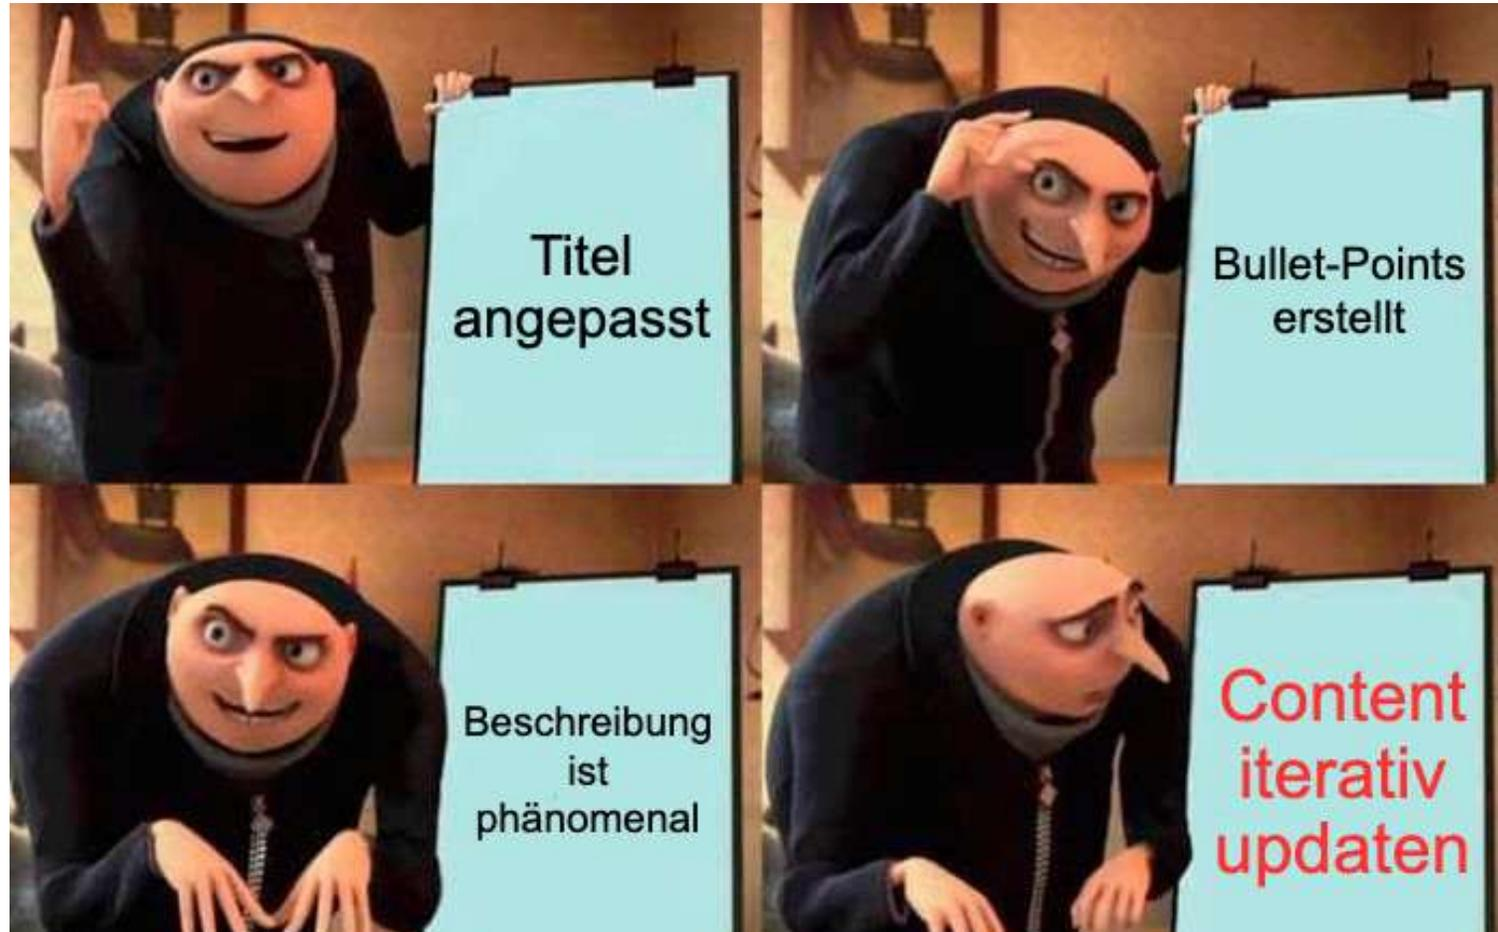 Titel
angepasst
Bullet-Points
erstellt
Beschreibung
ist
phänomenal
Content
iterativ
updaten